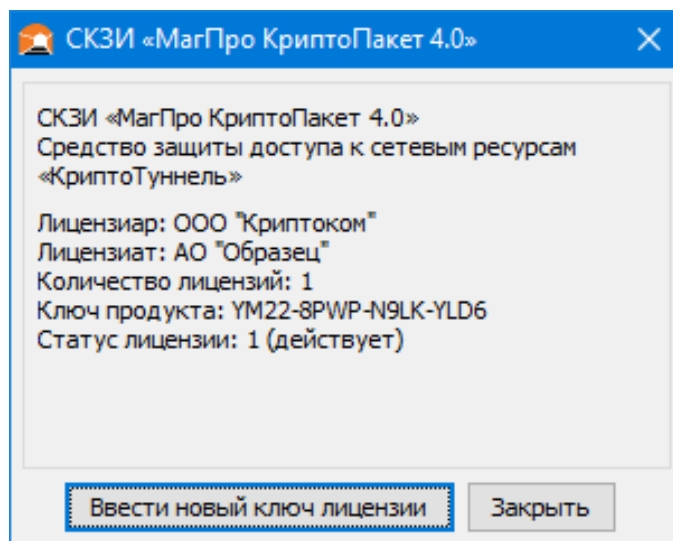 СКЗИ «МагПро КриптоПакет 4.0»
СКЗИ «МагПро КриптоПакет 4.0»
Средство защиты доступа к сетевым ресурсам
«КриптоТуннель»
Лицензиар: ООО "Криптоком"
Лицензиат: АО "Образец"
Количество лицензий: 1
Ключ продукта: YM22-8PWP-N9LK-YLD6
Статус лицензии: 1 (действует)
Ввести новый ключ лицензии
Закрыть